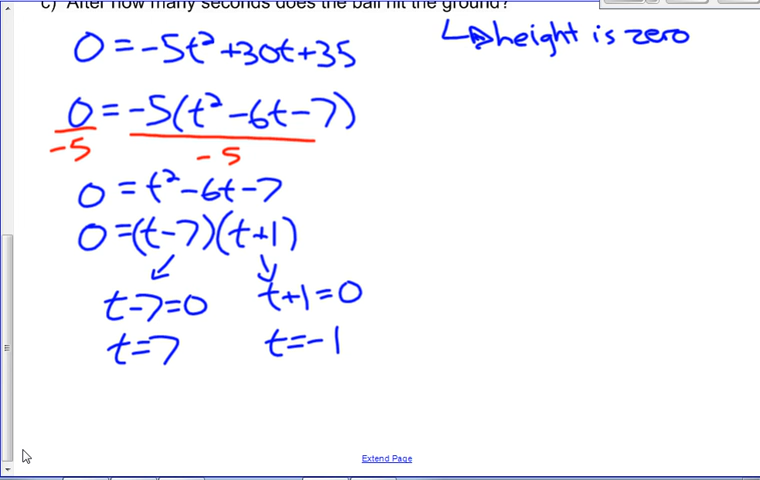 c) After how many seconds does the ball hit the ground?
0 = -5t² + 30t + 35
height is zero
0 = -5(t² - 6t - 7)
-5 -5
0 = t² - 6t - 7
0 = (t - 7)(t + 1)
t - 7 = 0 t + 1 = 0
t = 7 t = -1
Extend Page